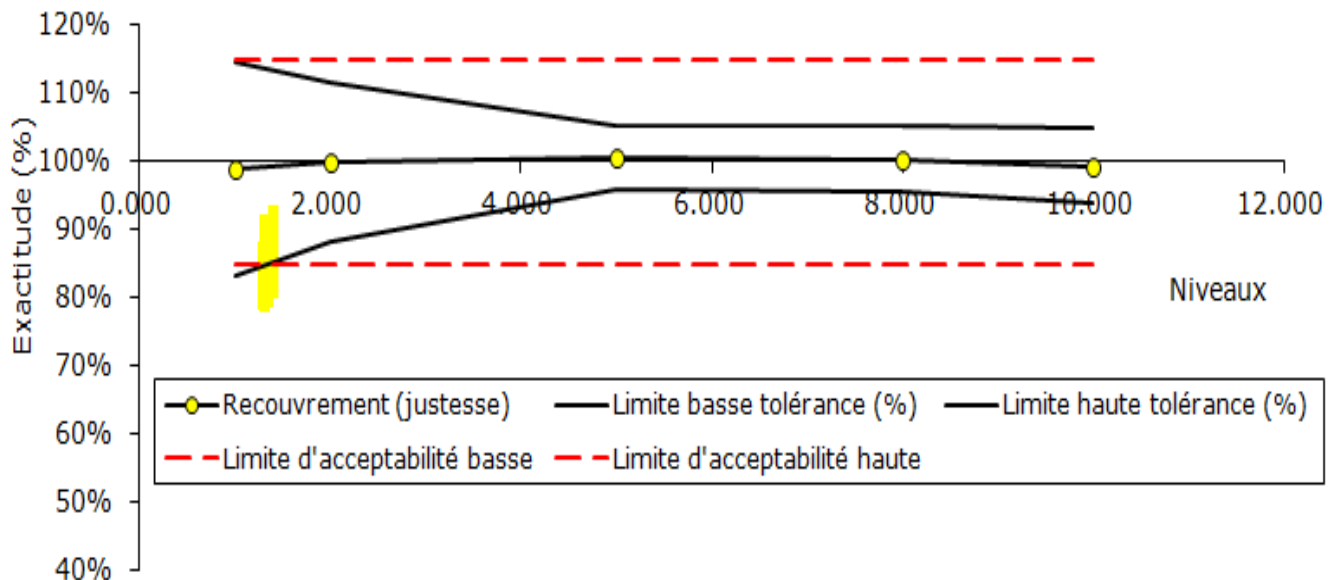 120%
110%
100%
0.000 2.000 4.000 6.000 8.000 10.000 12.000
90%
80%
70%
60%
50%
40%
Exactitude (%)
Niveaux
Recouvrement (justesse) Limite basse tolérance (%) Limite haute tolérance (%)
Limite d'acceptabilité basse Limite d'acceptabilité haute